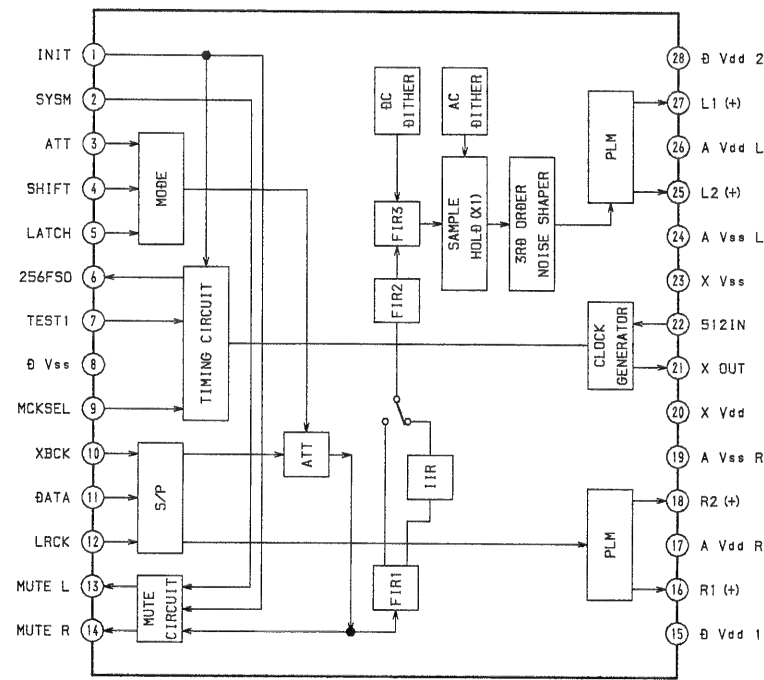 INIT
1
SYSM
2
ATT
3
SHIFT
4
LATCH
5
256FSO
6
TEST1
7
D Vss
8
MCKSEL
9
XBCK
10
DATA
11
LRCK
12
MUTE L
13
MUTE R
14
MODE
TIMING CIRCUIT
S/P
MUTE
CIRCUIT
ATT
DC
DITHER
AC
DITHER
FIR3
FIR2
SAMPLE
HOLD(X1)
3RD ORDER
NOISE SHAPER
PLM
CLOCK
GENERATOR
IIR
FIR1
PLM
28
D Vdd 2
27
L1 (+)
26
A Vdd L
25
L2 (+)
24
A Vss L
23
X Vss
22
512IN
21
X OUT
20
X Vdd
19
A Vss R
18
R2 (+)
17
A Vdd R
16
R1 (+)
15
D Vdd 1